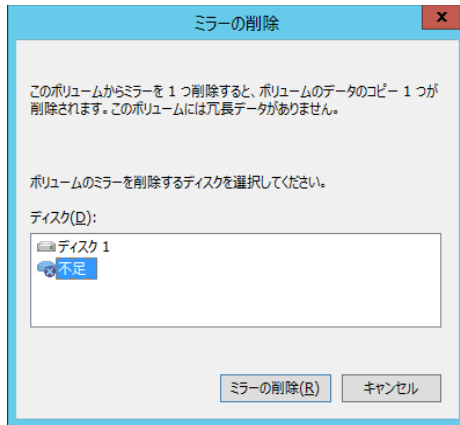 ミラーの削除
x
このボリュームからミラーを 1 つ削除すると、ボリュームのデータのコピー 1 つが
削除されます。このボリュームには冗長データがありません。
ボリュームのミラーを削除するディスクを選択してください。
ディスク(D):
ディスク 1
不足
ミラーの削除(R) キャンセル